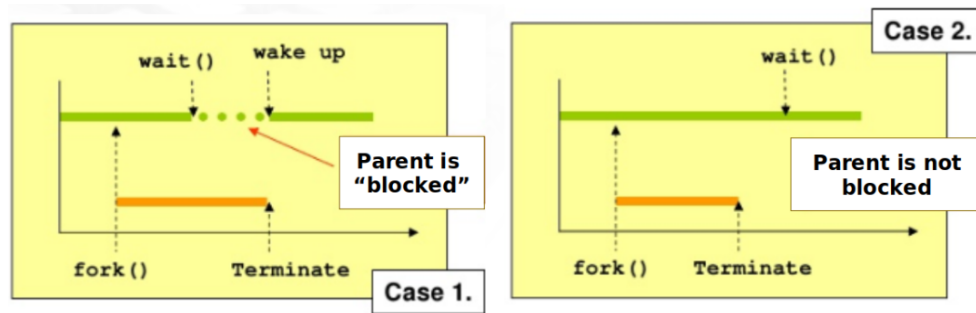 wait()
wake up
Parent is
“blocked”
fork()
Terminate
Case 1.
Case 2.
wait()
Parent is not
blocked
fork()
Terminate